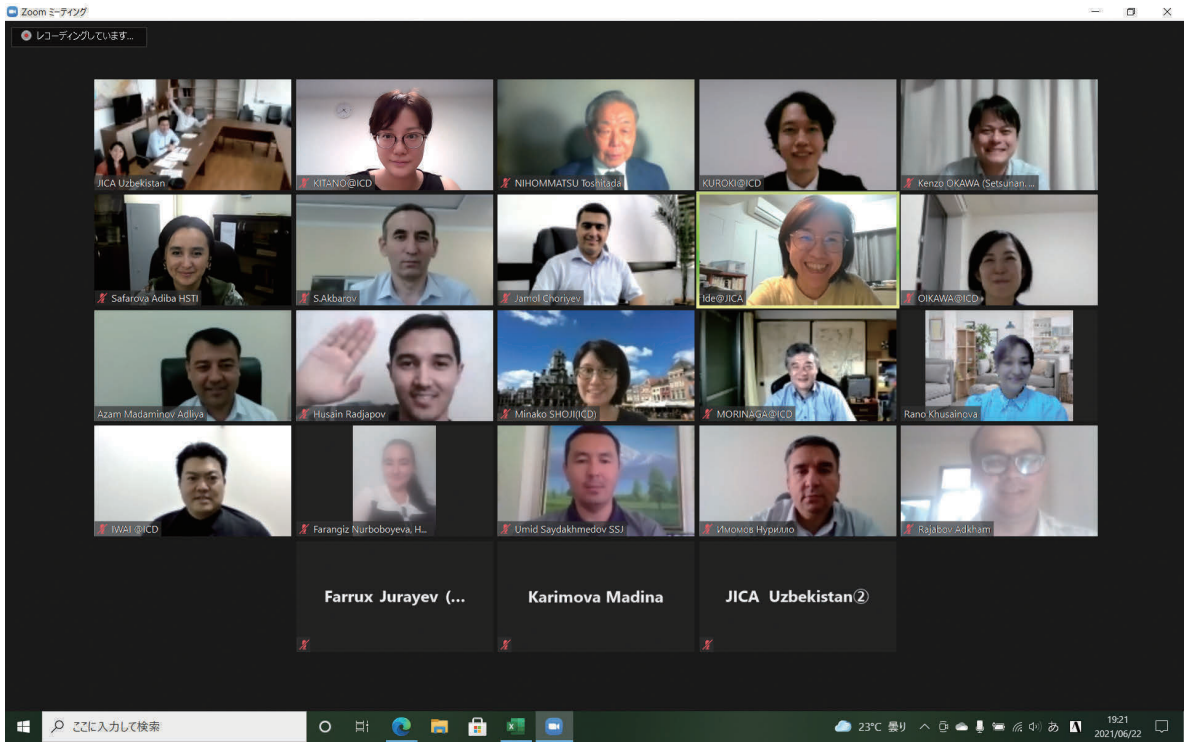 Zoom ミーティング
レコーディングしています...
JICA Uzbekistan
KITANO@ICD
NIHOMMATSU Toshitada
KUROKI@ICD
Kenzo OKAWA (Setsunan....
Safarova Adiba HSTI
S.Akbarov
Jamol Choriyev
Ide@JICA
OIKAWA@ICD
Azam Madaminov Adliya
Husain Radjapov
Minako SHOJI(ICD)
MORINAGA@ICD
Rano Khusainova
IWAI @ICD
Farangiz Nurboboyeva, H...
Umid Saydakhmedov SSJ
Имомов Нурилло
Rajabov Adkham
Farrux Jurayev (...
Karimova Madina
JICA Uzbekistan②
ここに入力して検索
23°C 曇り
あ
19:21
2021/06/22